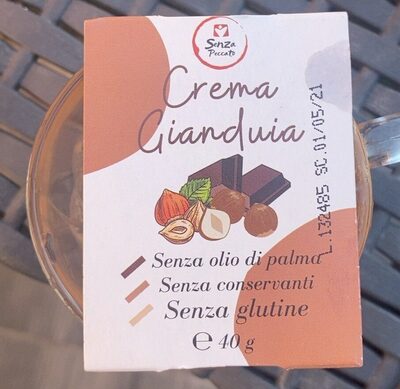 Senza
Peccato
Crema
Gianduia
L.132485 SC.01/05/21
Senza olio di palma
Senza conservanti
Senza glutine
℮ 40 g